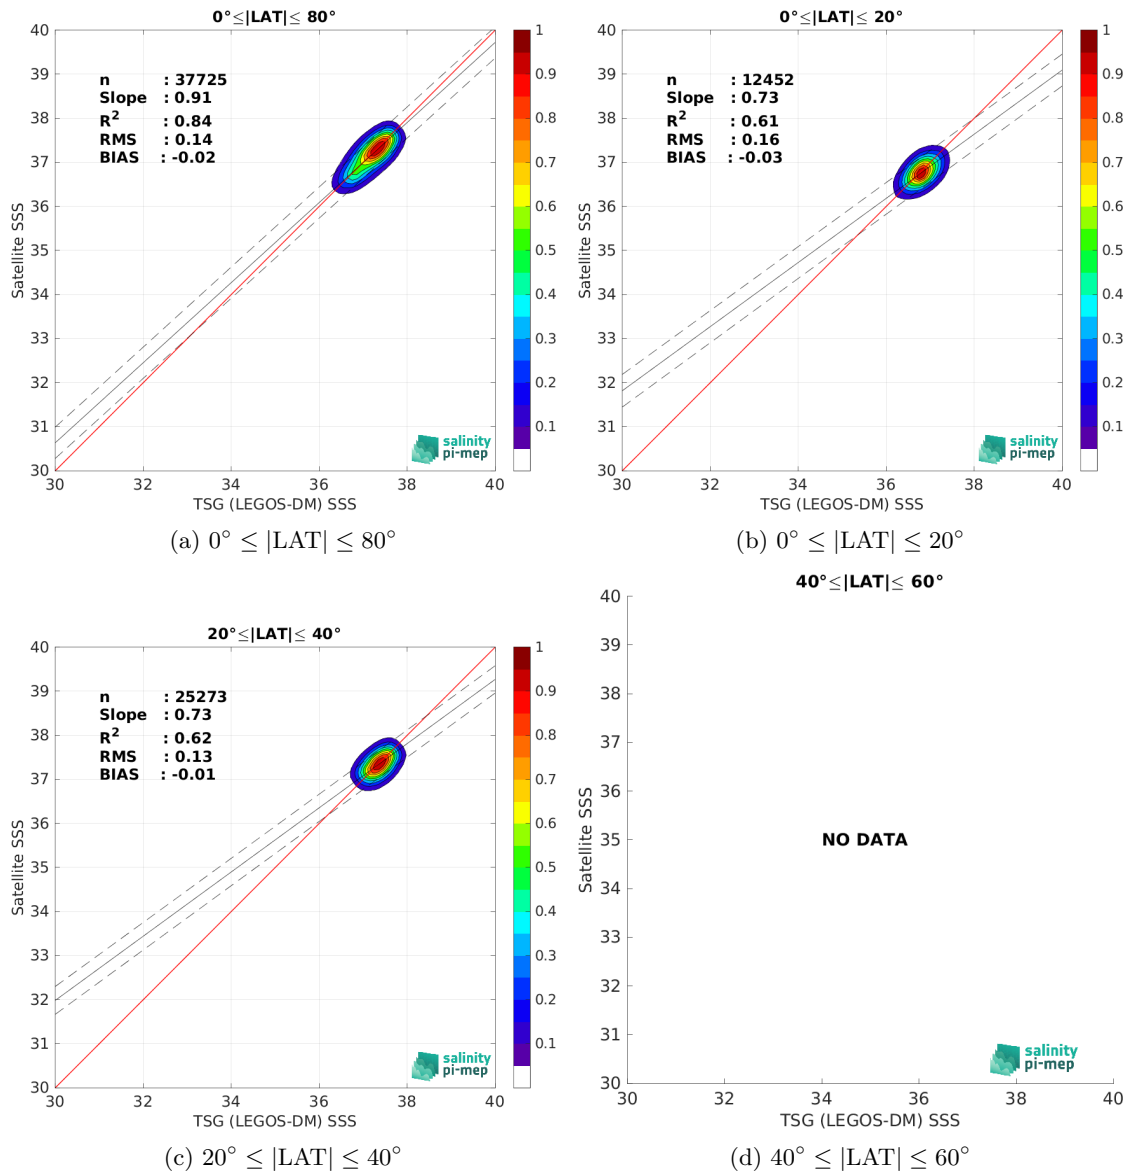 0°≤|LAT|≤ 80°
40
39
38
37
36
35
34
33
32
31
30
Satellite SSS
n : 37725
Slope : 0.91
R² : 0.84
RMS : 0.14
BIAS : -0.02
salinity
pi-mep
30 32 34 36 38 40
TSG (LEGOS-DM) SSS
1
0.9
0.8
0.7
0.6
0.5
0.4
0.3
0.2
0.1
(a) 0° ≤ |LAT| ≤ 80°
0°≤|LAT|≤ 20°
40
39
38
37
36
35
34
33
32
31
30
Satellite SSS
n : 12452
Slope : 0.73
R² : 0.61
RMS : 0.16
BIAS : -0.03
salinity
pi-mep
30 32 34 36 38 40
TSG (LEGOS-DM) SSS
1
0.9
0.8
0.7
0.6
0.5
0.4
0.3
0.2
0.1
(b) 0° ≤ |LAT| ≤ 20°
20°≤|LAT|≤ 40°
40
39
38
37
36
35
34
33
32
31
30
Satellite SSS
n : 25273
Slope : 0.73
R² : 0.62
RMS : 0.13
BIAS : -0.01
salinity
pi-mep
30 32 34 36 38 40
TSG (LEGOS-DM) SSS
1
0.9
0.8
0.7
0.6
0.5
0.4
0.3
0.2
0.1
(c) 20° ≤ |LAT| ≤ 40°
40°≤|LAT|≤ 60°
40
39
38
37
36
35
34
33
32
31
30
Satellite SSS
NO DATA
salinity
pi-mep
30 32 34 36 38 40
TSG (LEGOS-DM) SSS
(d) 40° ≤ |LAT| ≤ 60°